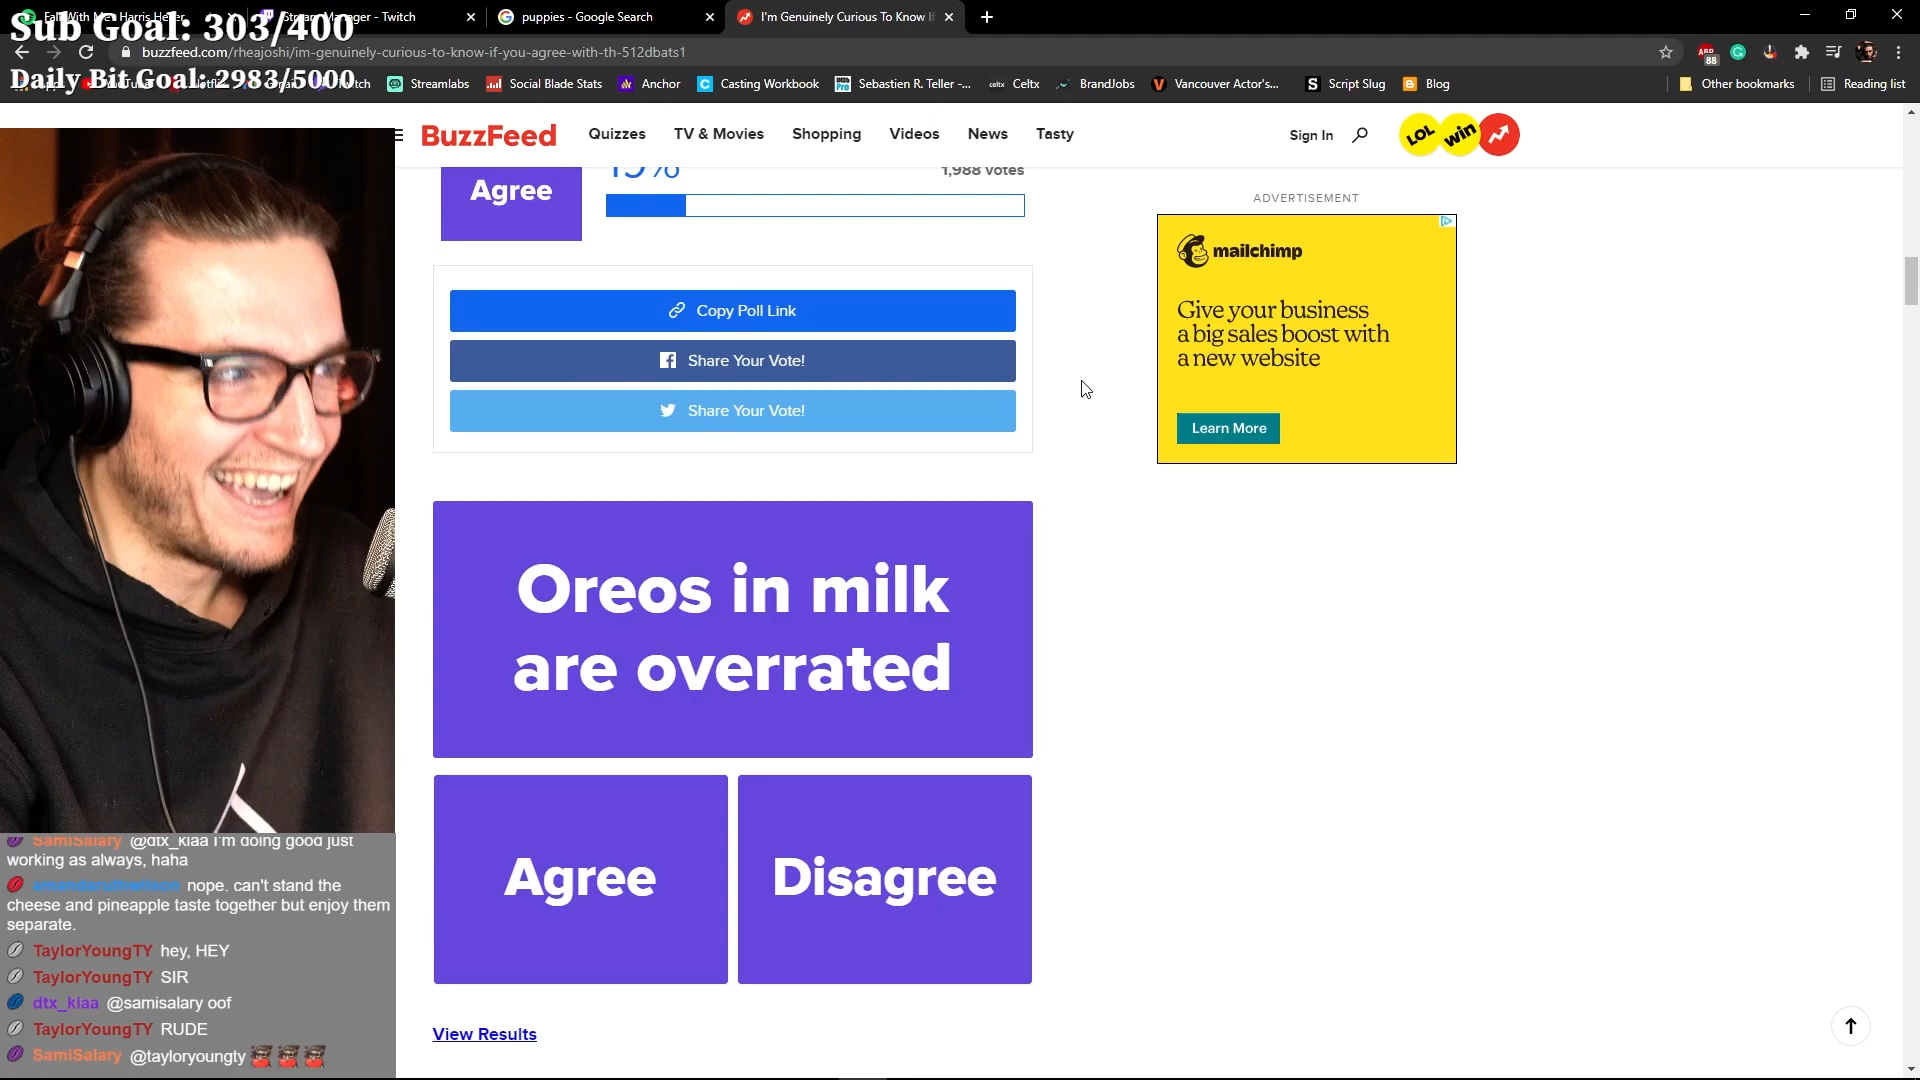 Sub Goal: 303/400
Daily Bit Goal: 2983/5000
Stream Manager - Twitch
puppies - Google Search
I'm Genuinely Curious To Know If
buzzfeed.com/rheajoshi/im-genuinely-curious-to-know-if-you-agree-with-th-512dbats1
88
Streamlabs
Social Blade Stats
Anchor
Casting Workbook
Sebastien R. Teller -...
Celtx
BrandJobs
Vancouver Actor's...
Script Slug
Blog
Other bookmarks
Reading list
BuzzFeed
Quizzes
TV & Movies
Shopping
Videos
News
Tasty
Sign In
LOL
win
Agree
19%
1,988 votes
ADVERTISEMENT
mailchimp
Give your business
a big sales boost with
a new website
Learn More
Copy Poll Link
Share Your Vote!
Share Your Vote!
Oreos in milk
are overrated
Agree
Disagree
View Results
SamiSalary @dtx_kiaa I'm doing good just
working as always, haha
nope. can't stand the
cheese and pineapple taste together but enjoy them
separate.
TaylorYoungTY hey, HEY
TaylorYoungTY SIR
dtx_kiaa @samisalary oof
TaylorYoungTY RUDE
SamiSalary @tayloryoungty